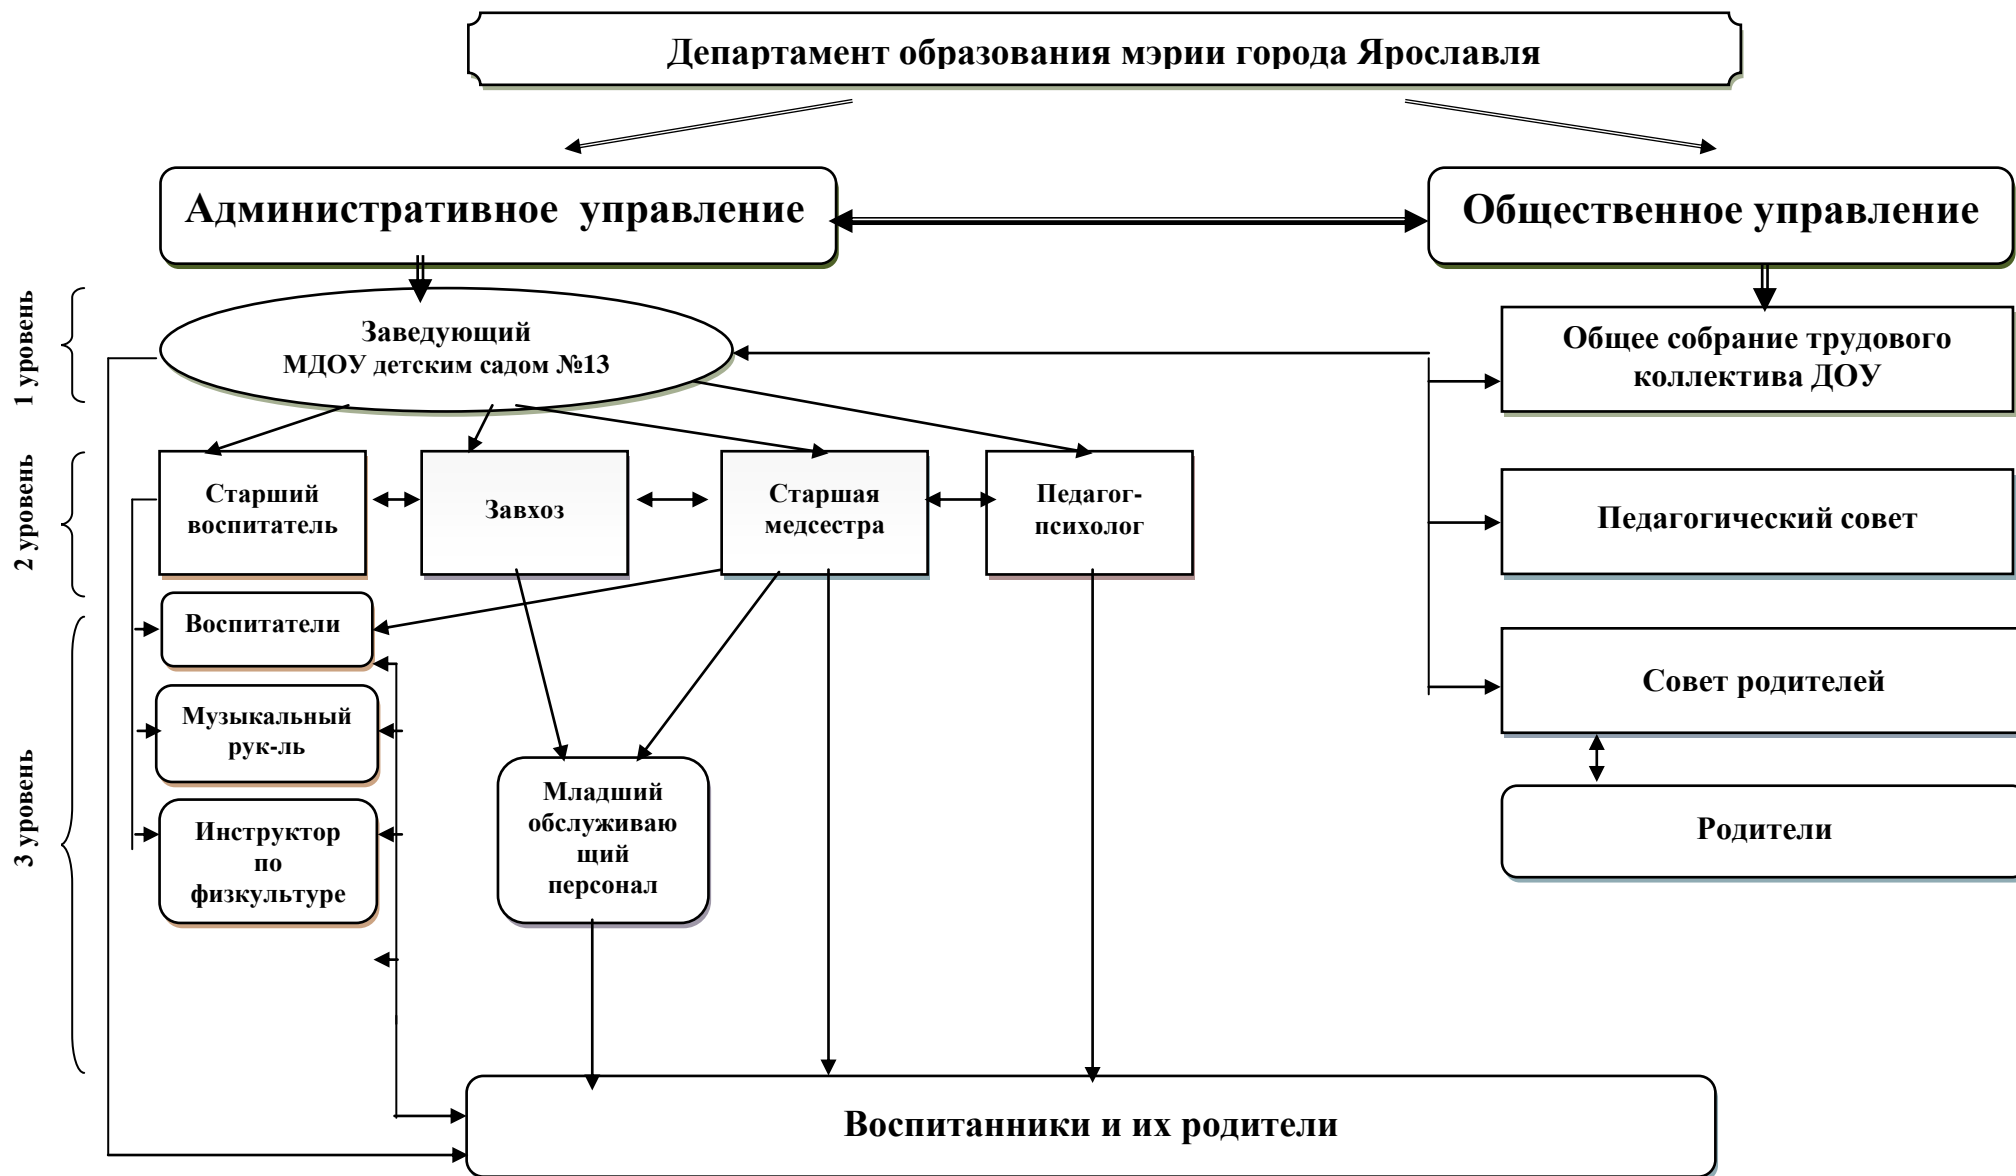 Департамент образования мэрии города Ярославля
Административное управление
Общественное управление
1 уровень
Заведующий
МДОУ детским садом №13
Общее собрание трудового
коллектива ДОУ
2 уровень
Старший
воспитатель
Завхоз
Старшая
медсестра
Педагог-
психолог
Педагогический совет
3 уровень
Воспитатели
Музыкальный
рук-ль
Инструктор
по
физкультуре
Младший
обслуживаю
щий
персонал
Совет родителей
Родители
Воспитанники и их родители